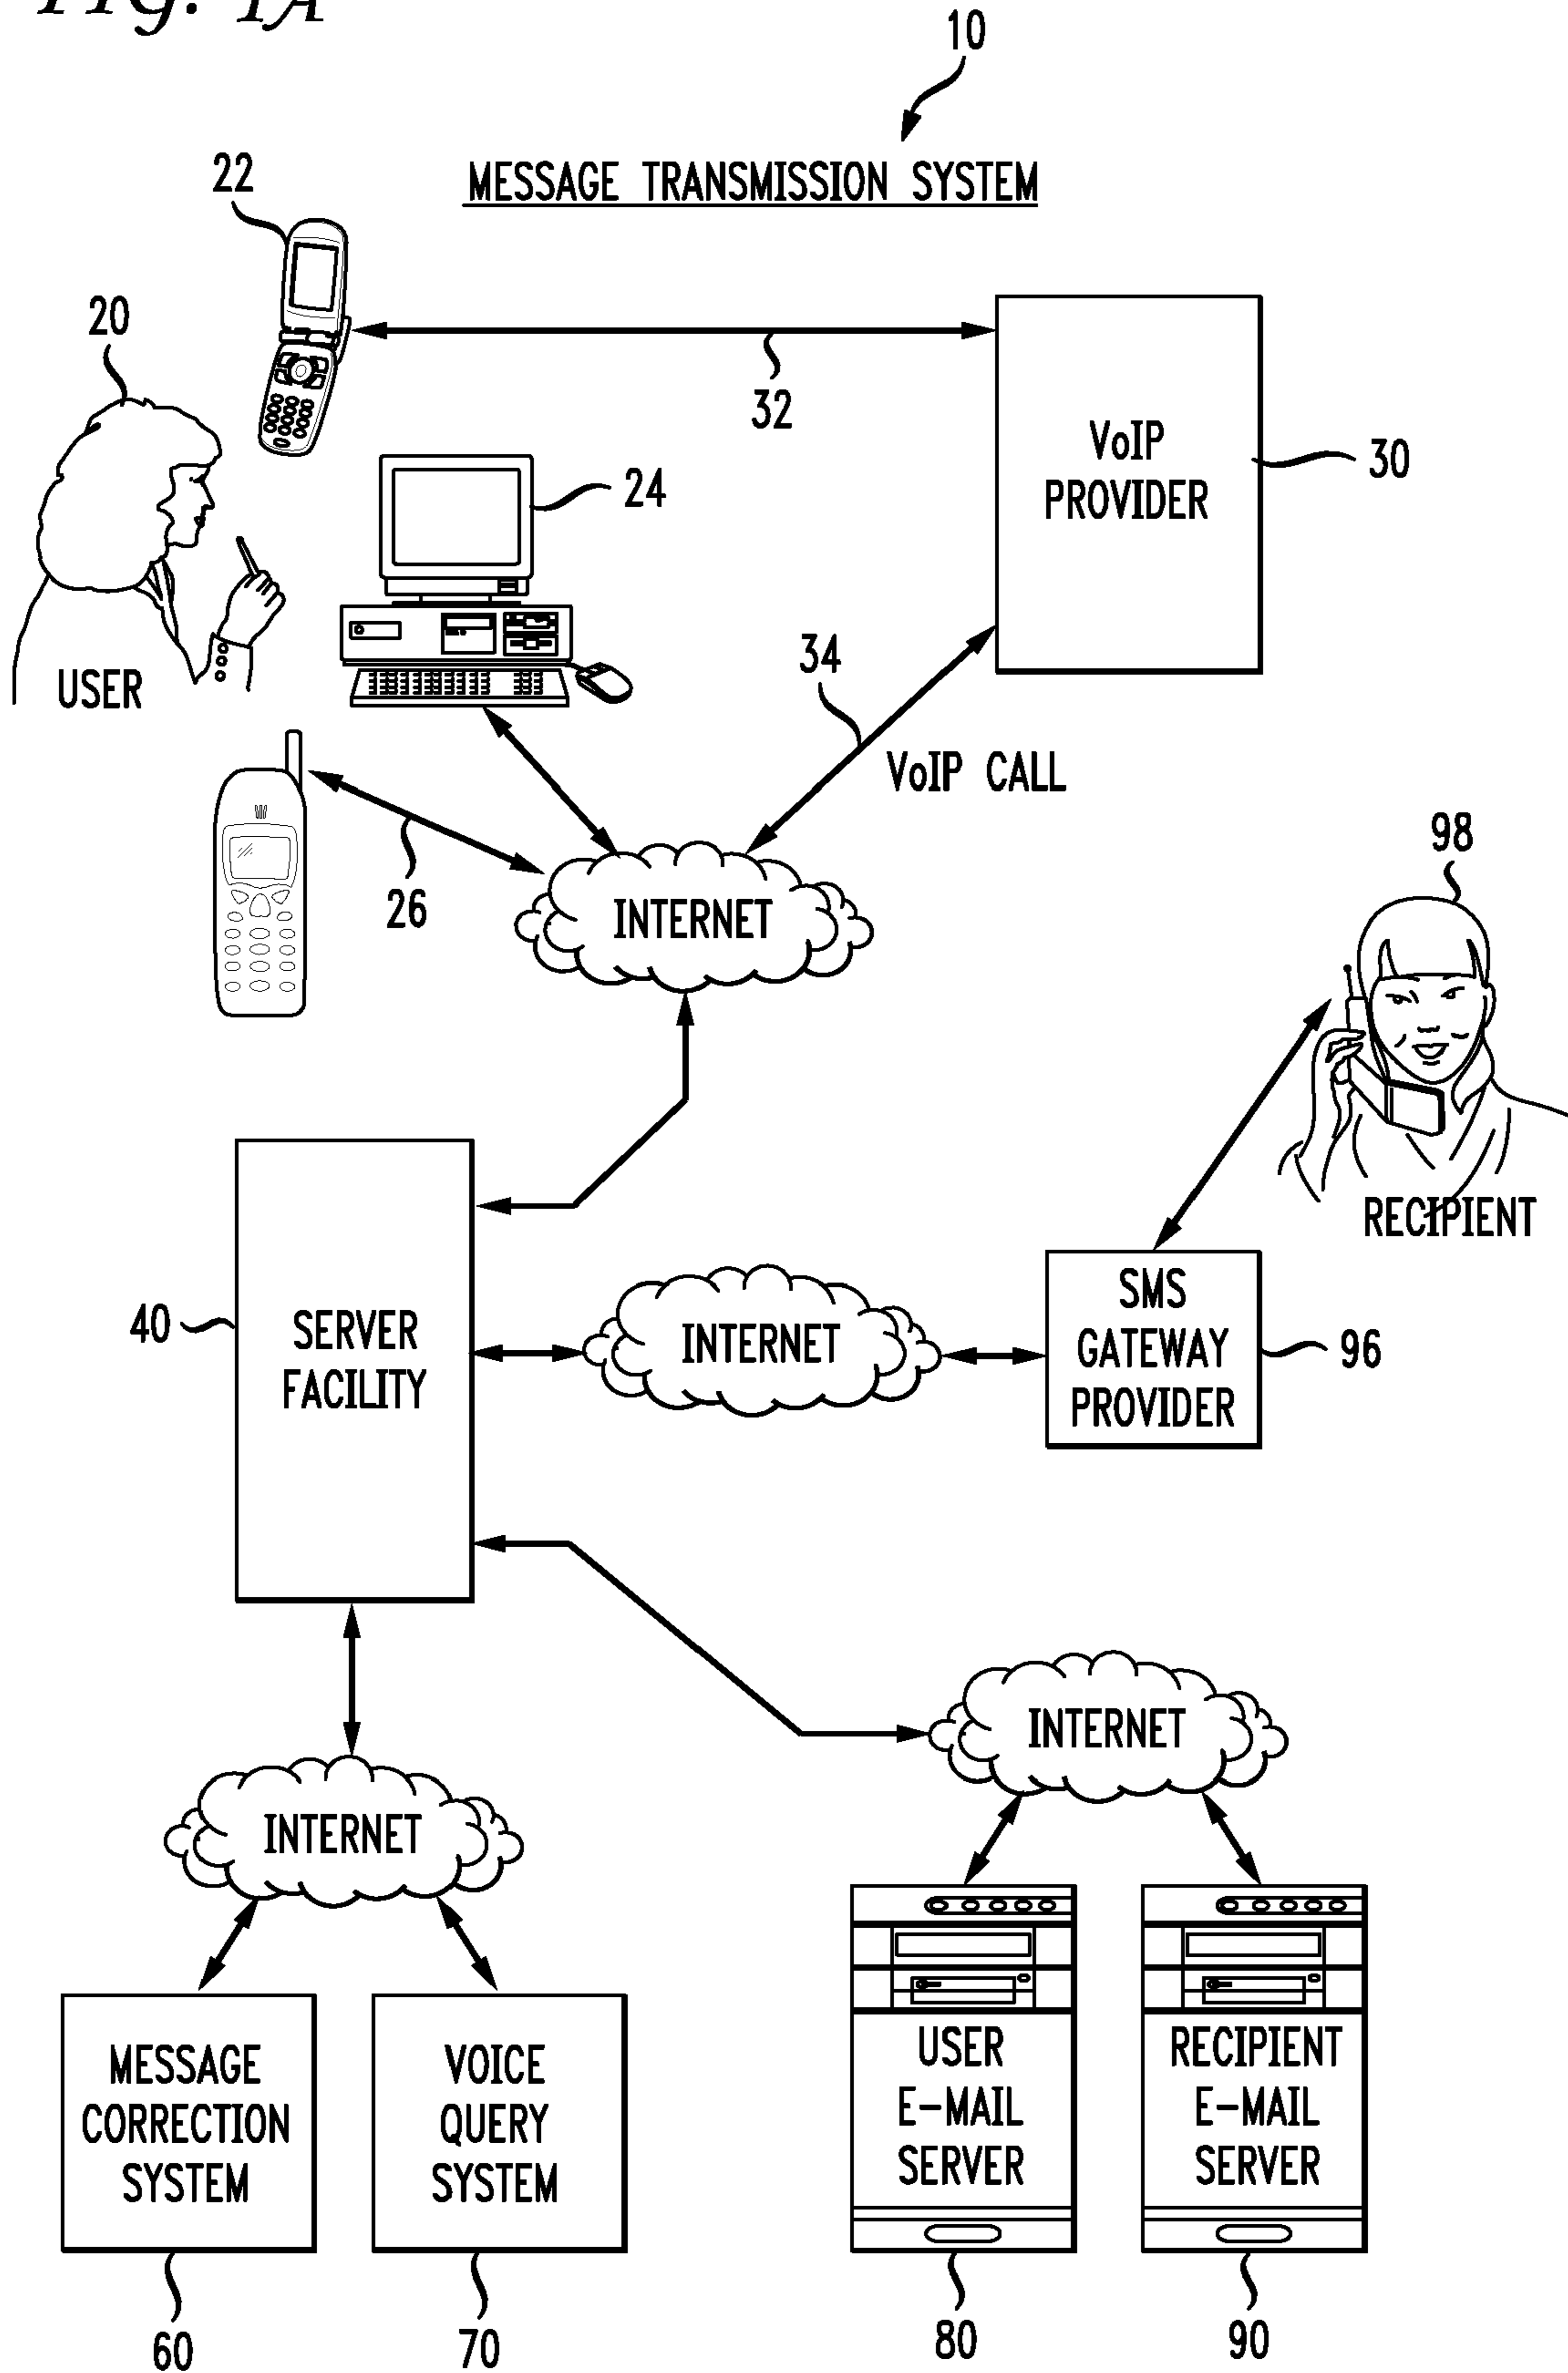 FIG. 1A
10
MESSAGE TRANSMISSION SYSTEM
22
20
32
VoIP
PROVIDER
30
24
USER
34
VoIP CALL
26
INTERNET
98
RECIPIENT
40
SERVER
FACILITY
INTERNET
SMS
GATEWAY
PROVIDER
96
INTERNET
INTERNET
MESSAGE
CORRECTION
SYSTEM
VOICE
QUERY
SYSTEM
USER
E-MAIL
SERVER
RECIPIENT
E-MAIL
SERVER
60
70
80
90